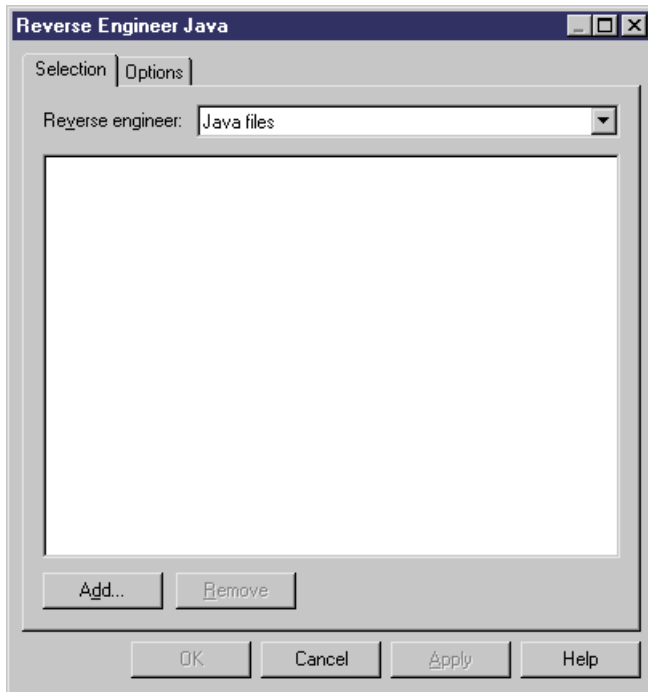 Reverse Engineer Java
Selection Options
Reverse engineer: Java files
Add... Remove
OK Cancel Apply Help